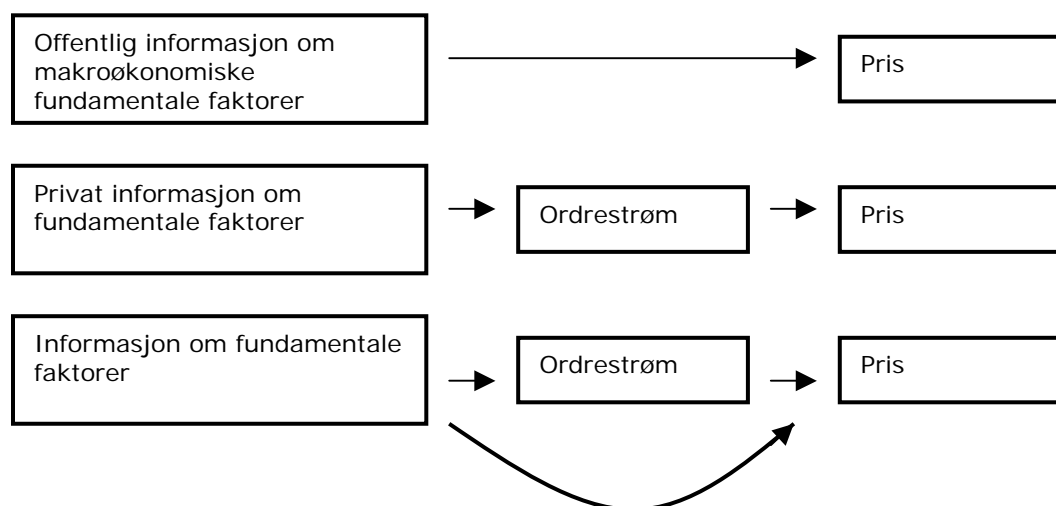 Offentlig informasjon om
makroøkonomiske
fundamentale faktorer
Pris
Privat informasjon om
fundamentale faktorer
Ordrestrøm
Pris
Informasjon om fundamentale
faktorer
Ordrestrøm
Pris